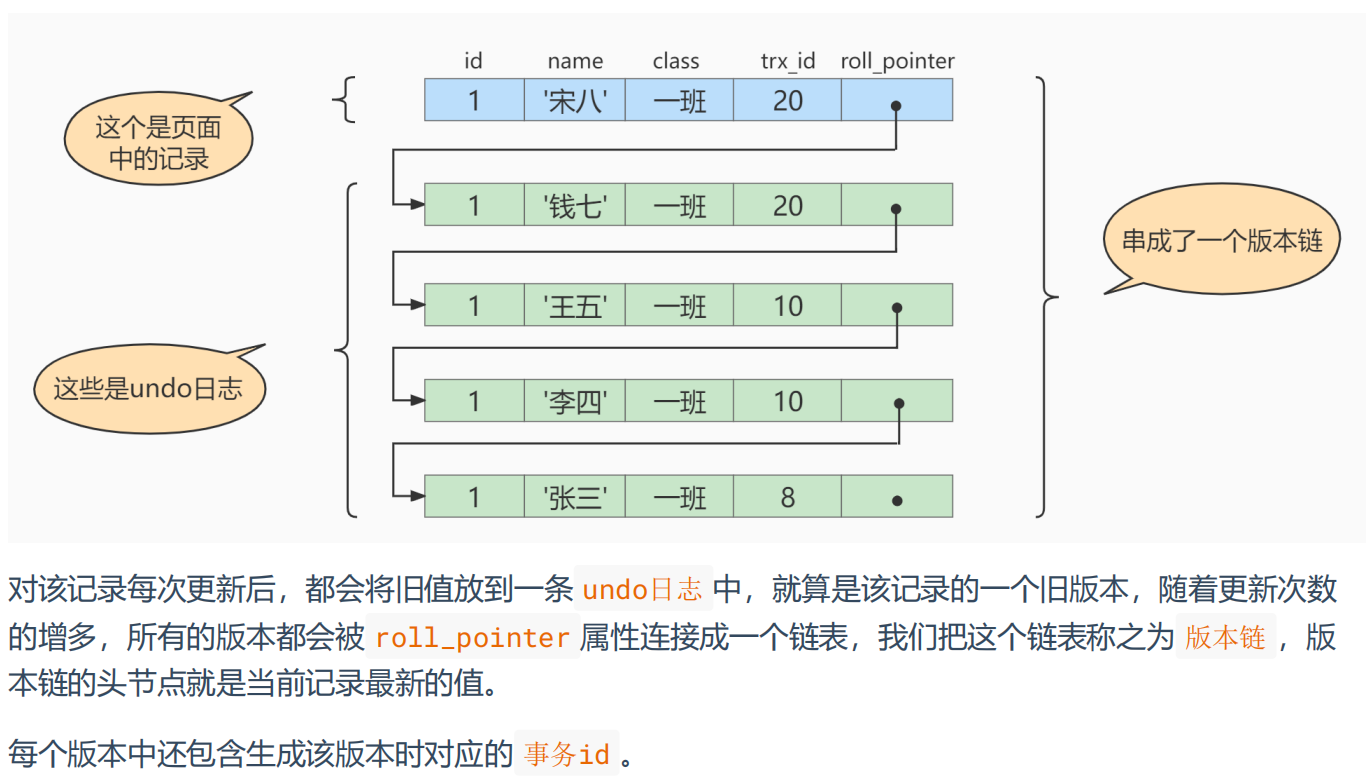 id name class trx_id roll_pointer
1 '宋八' 一班 20
这个是页面
中的记录
1 '钱七' 一班 20
串成了一个版本链
1 '王五' 一班 10
这些是undo日志
1 '李四' 一班 10
1 '张三' 一班 8
对该记录每次更新后，都会将旧值放到一条 undo日志 中，就算是该记录的一个旧版本，随着更新次数
的增多，所有的版本都会被 roll_pointer 属性连接成一个链表，我们把这个链表称之为 版本链 ，版
本链的头节点就是当前记录最新的值。
每个版本中还包含生成该版本时对应的 事务id 。